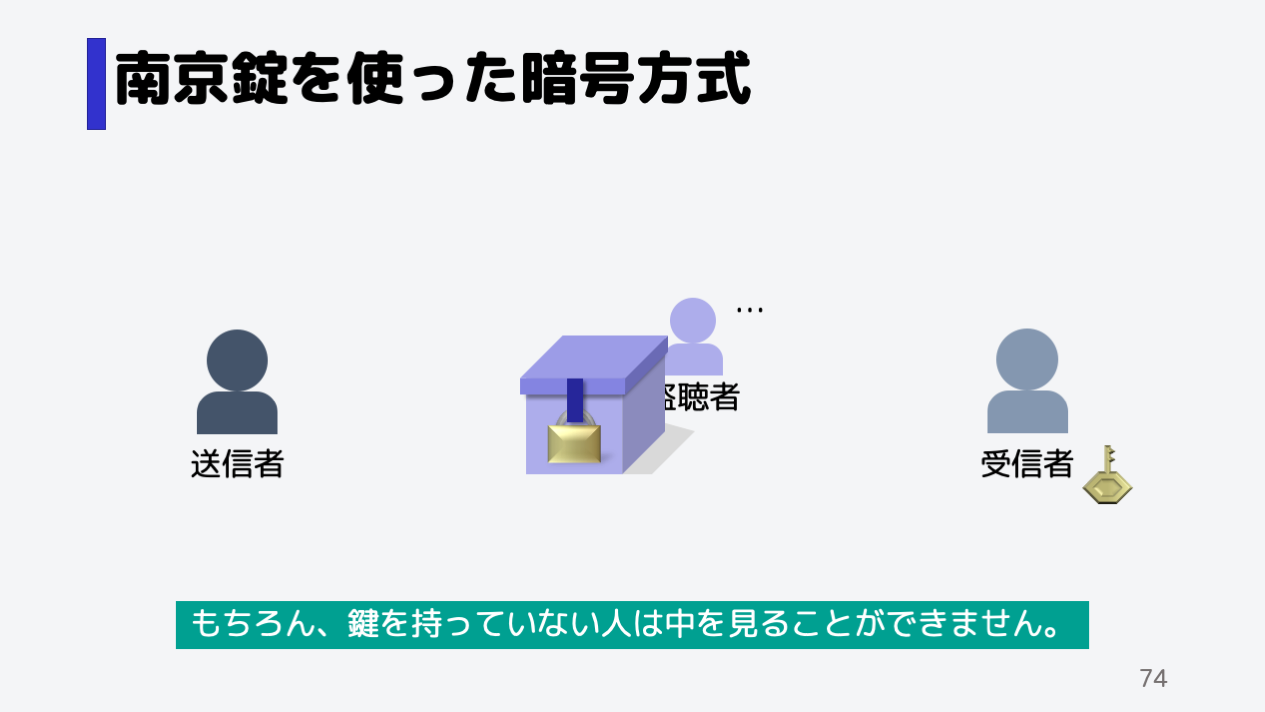 南京錠を使った暗号方式
…
盗聴者
送信者
受信者
もちろん、鍵を持っていない人は中を見ることができません。
74